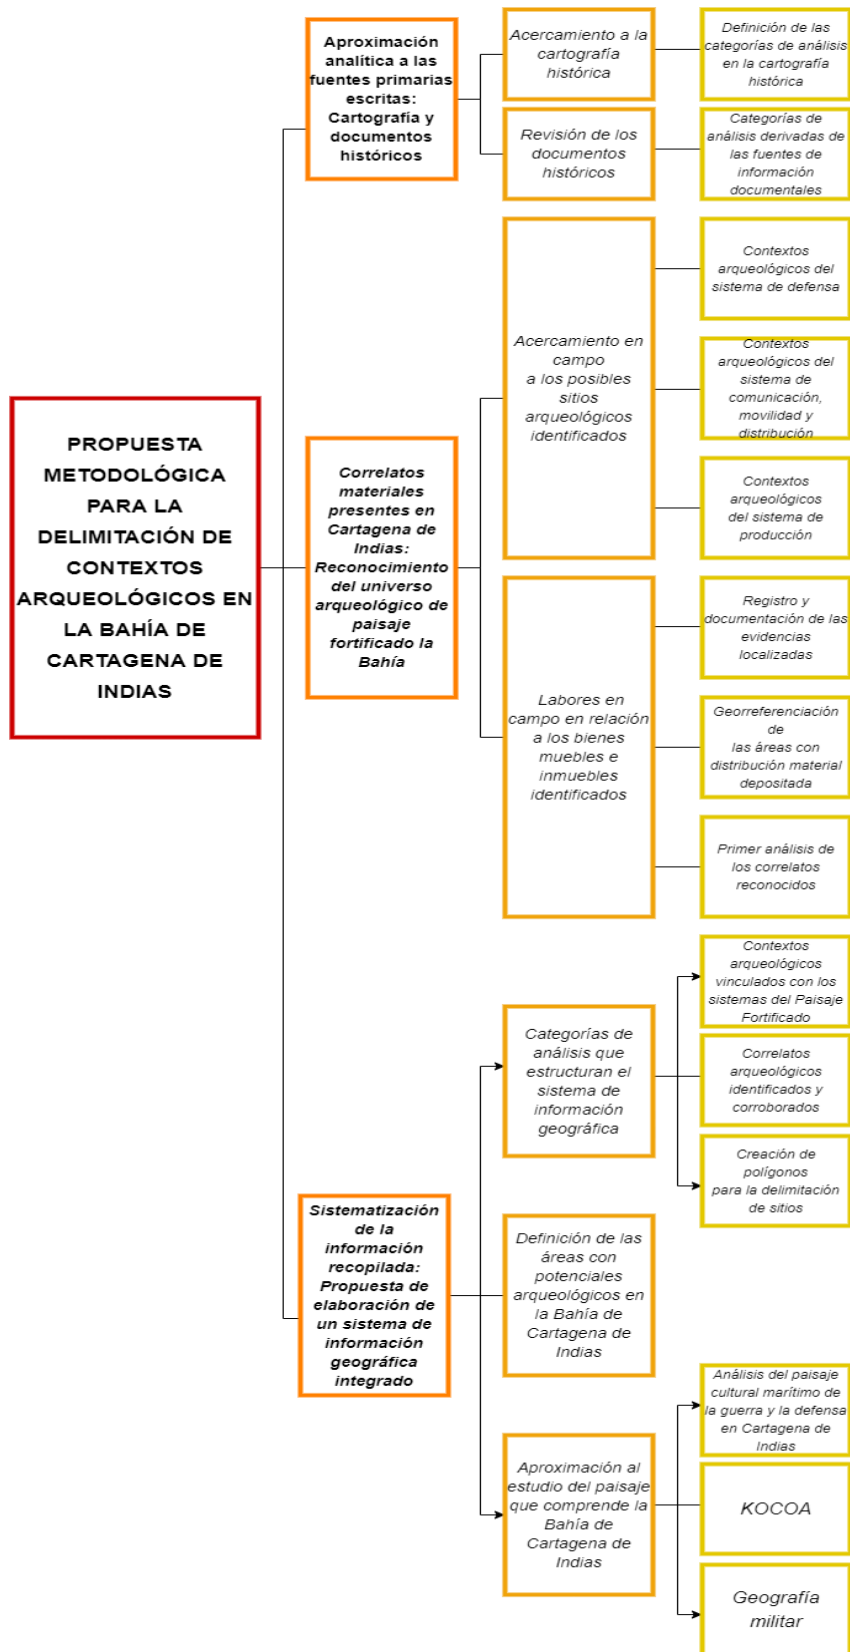 PROPUESTA
METODOLÓGICA
PARA LA
DELIMITACIÓN DE
CONTEXTOS
ARQUEOLÓGICOS EN
LA BAHÍA DE
CARTAGENA DE
INDIAS
Aproximación
analítica a las
fuentes primarias
escritas:
Cartografía y
documentos
históricos
Acercamiento a la
cartografía
histórica
Definición de las
categorías de análisis
en la cartografía
histórica
Revisión de los
documentos
históricos
Categorías de
análisis derivadas de
las fuentes de
información
documentales
Correlatos
materiales
presentes en
Cartagena de
Indias:
Reconocimiento
del universo
arqueológico de
paisaje
fortificado la
Bahía
Acercamiento en
campo
a los posibles
sitios
arqueológicos
identificados
Contextos
arqueológicos del
sistema de defensa
Contextos
arqueológicos del
sistema de
comunicación,
movilidad y
distribución
Contextos
arqueológicos
del sistema de
producción
Labores en
campo en relación
a los bienes
muebles e
inmuebles
identificados
Registro y
documentación de las
evidencias
localizadas
Georreferenciación
de
las áreas con
distribución material
depositada
Primer análisis de
los correlatos
reconocidos
Sistematización
de la
información
recopilada:
Propuesta de
elaboración de
un sistema de
información
geográfica
integrado
Categorías de
análisis que
estructuran el
sistema de
información
geográfica
Contextos
arqueológicos
vinculados con los
sistemas del Paisaje
Fortificado
Correlatos
arqueológicos
identificados y
corroborados
Creación de
polígonos
para la delimitación
de sitios
Definición de las
áreas con
potenciales
arqueológicos en
la Bahía de
Cartagena de
Indias
Aproximación al
estudio del paisaje
que comprende la
Bahía de
Cartagena de
Indias
Análisis del paisaje
cultural marítimo de
la guerra y la defensa
en Cartagena de
Indias
KOCOA
Geografía
militar